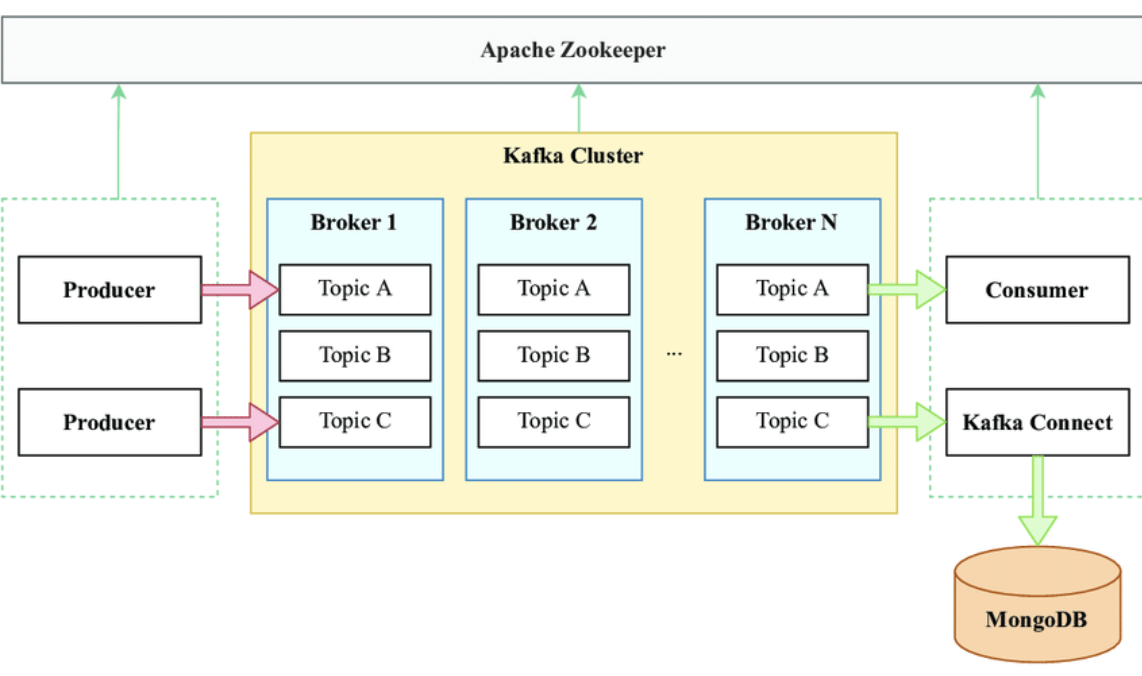 Apache Zookeeper
Kafka Cluster
Broker 1
Broker 2
Broker N
Producer
Topic A
Topic A
Topic A
Consumer
Topic B
Topic B
...
Topic B
Producer
Topic C
Topic C
Topic C
Kafka Connect
MongoDB